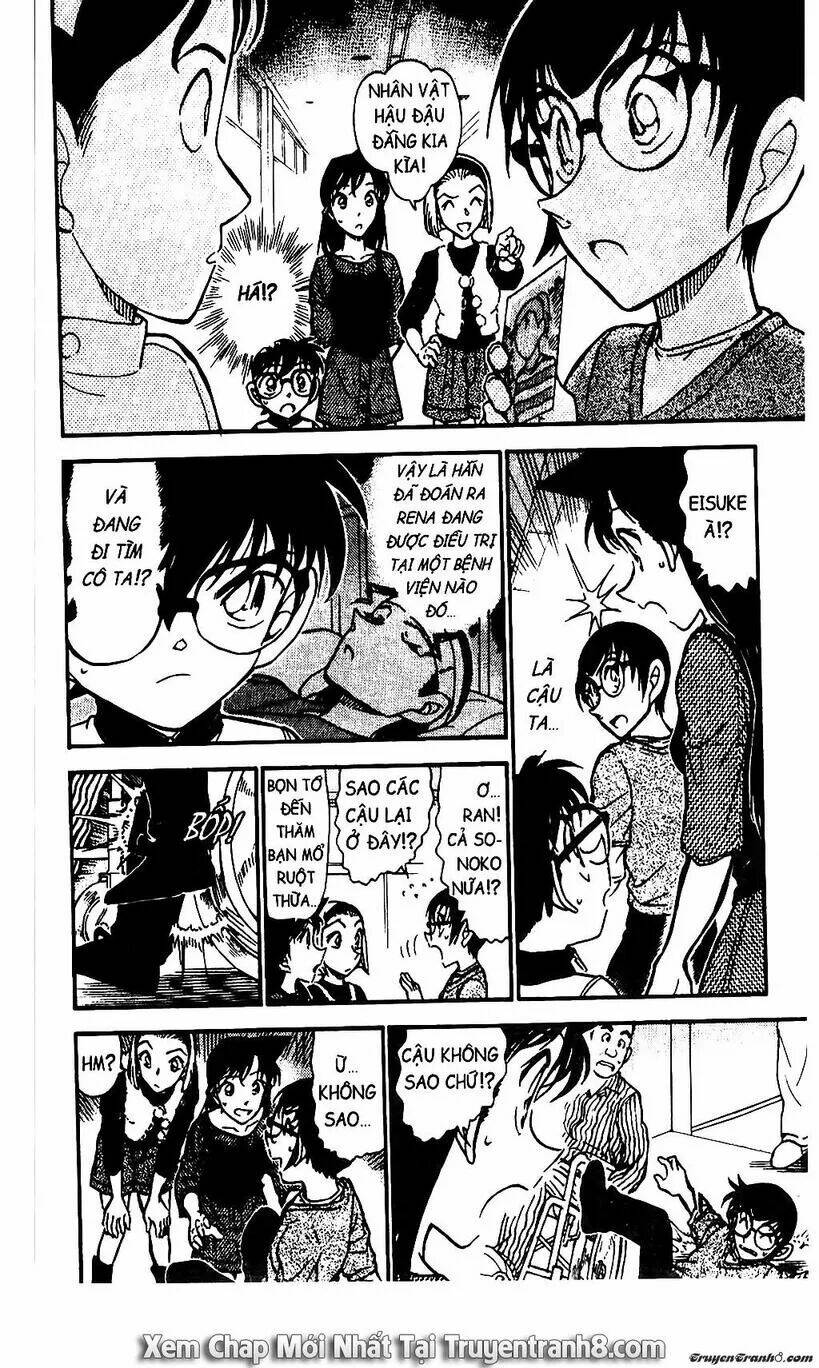 NHÂN VẬT
HẬU ĐẬU
ĐẰNG KIA
KÌA!
HẢ!?
EISUKE
À!?
LÀ
CẬU
TA...
VẬY LÀ HẮN
ĐÃ ĐOÁN RA
RENA ĐANG
ĐƯỢC ĐIỀU TRỊ
TẠI MỘT BỆNH
VIỆN NÀO
ĐÓ...
VÀ
ĐANG
ĐI TÌM
CÔ TA!?
Ơ...
RAN!
CẢ SO-
NOKO
NỮA!?
SAO CÁC
CẬU LẠI
Ở ĐÂY!?
BỌN TỚ
ĐẾN
THĂM
BẠN MỔ
RUỘT
THỪA...
BỐP!
CẬU KHÔNG
SAO CHỨ!?
Ừ...
KHÔNG
SAO...
HM?
Xem Chap Mới Nhất Tại Truyentranh8.com
TruyenTranh8.com